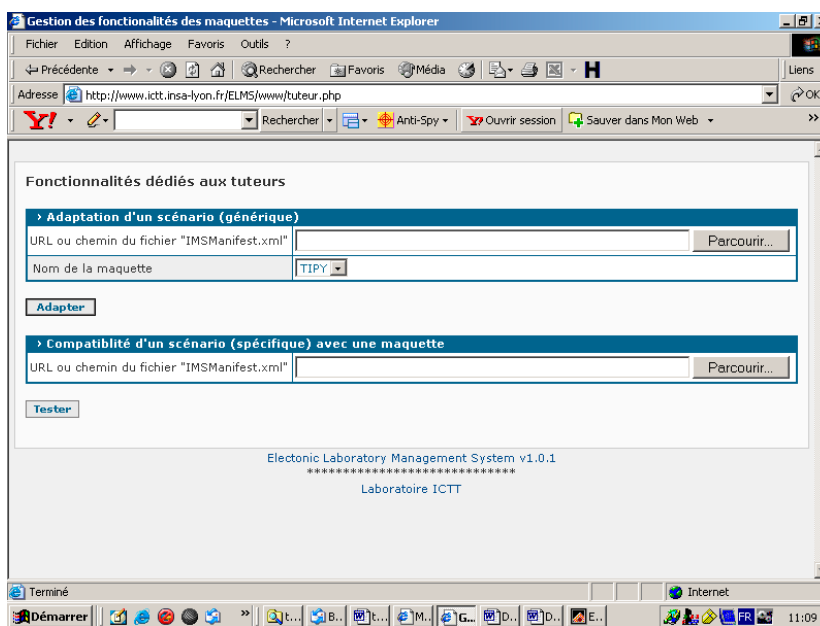 Gestion des fonctionalités des maquettes - Microsoft Internet Explorer
Fichier Edition Affichage Favoris Outils ?
Précédente Rechercher Favoris Média H Liens
Adresse http://www.ictt.insa-lyon.fr/ELMS/www/tuteur.php OK
Y! Rechercher Anti-Spy Y! Ouvrir session Sauver dans Mon Web »
Fonctionnalités dédiés aux tuteurs
› Adaptation d'un scénario (générique)
URL ou chemin du fichier "IMSManifest.xml" Parcourir...
Nom de la maquette TIPY
Adapter
› Compatiblité d'un scénario (spécifique) avec une maquette
URL ou chemin du fichier "IMSManifest.xml" Parcourir...
Tester
Electonic Laboratory Management System v1.0.1
*****************************
Laboratoire ICTT
Terminé Internet
Démarrer » t... B.. t... M.. G... D.. D.. E.. FR 11:09